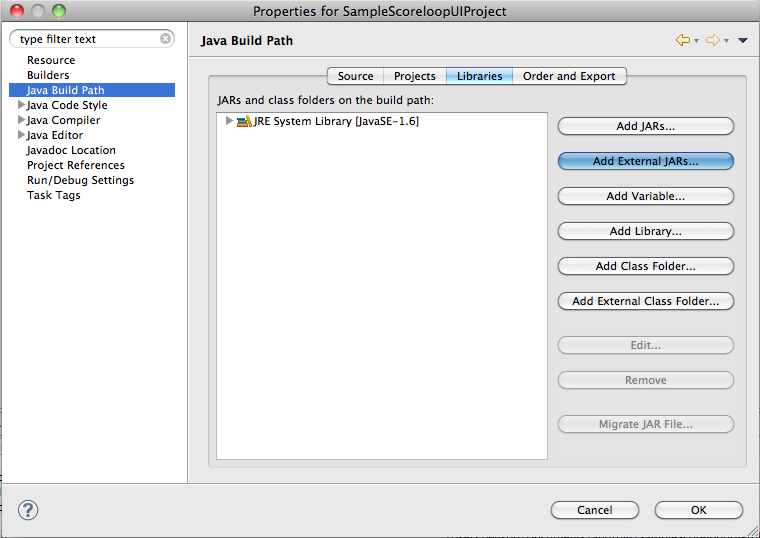 Properties for SampleScoreloopUIProject
type filter text
Resource
Builders
Java Build Path
Java Code Style
Java Compiler
Java Editor
Javadoc Location
Project References
Run/Debug Settings
Task Tags
Java Build Path
Source Projects Libraries Order and Export
JARs and class folders on the build path:
JRE System Library [JavaSE-1.6]
Add JARs...
Add External JARs...
Add Variable...
Add Library...
Add Class Folder...
Add External Class Folder...
Edit...
Remove
Migrate JAR File...
?
Cancel
OK